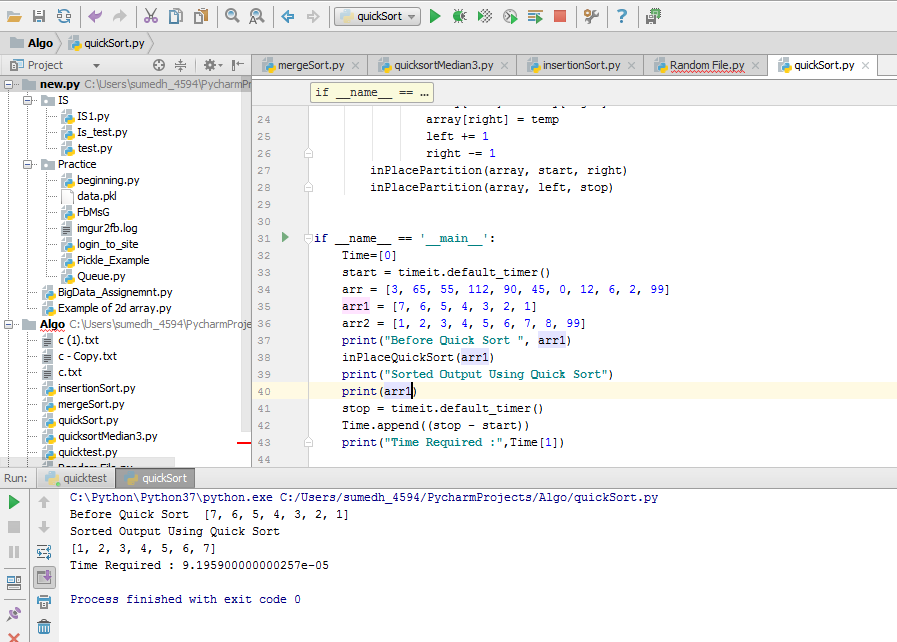 quickSort
Algo
quickSort.py
Project
mergeSort.py
quicksortMedian3.py
insertionSort.py
Random File.py
quickSort.py
new.py C:\Users\sumedh_4594\PycharmPr
IS
IS1.py
Is_test.py
test.py
Practice
beginning.py
data.pkl
FbMsG
imgur2fb.log
login_to_site
Pickle_Example
Queue.py
BigData_Assignemnt.py
Example of 2d array.py
Algo C:\Users\sumedh_4594\PycharmProje
c (1).txt
c - Copy.txt
c.txt
insertionSort.py
mergeSort.py
quickSort.py
quicksortMedian3.py
quicktest.py
Random File.py
if __name__ == ...
24 array[right] = temp
25 left += 1
26 right -= 1
27 inPlacePartition(array, start, right)
28 inPlacePartition(array, left, stop)
29
30
31 if __name__ == '__main__':
32 Time=[0]
33 start = timeit.default_timer()
34 arr = [3, 65, 55, 112, 90, 45, 0, 12, 6, 2, 99]
35 arr1 = [7, 6, 5, 4, 3, 2, 1]
36 arr2 = [1, 2, 3, 4, 5, 6, 7, 8, 99]
37 print("Before Quick Sort ", arr1)
38 inPlaceQuickSort(arr1)
39 print("Sorted Output Using Quick Sort")
40 print(arr1)
41 stop = timeit.default_timer()
42 Time.append((stop - start))
43 print("Time Required :",Time[1])
44
Run:
quicktest
quickSort
C:\Python\Python37\python.exe C:/Users/sumedh_4594/PycharmProjects/Algo/quickSort.py
Before Quick Sort  [7, 6, 5, 4, 3, 2, 1]
Sorted Output Using Quick Sort
[1, 2, 3, 4, 5, 6, 7]
Time Required : 9.195900000000257e-05
Process finished with exit code 0